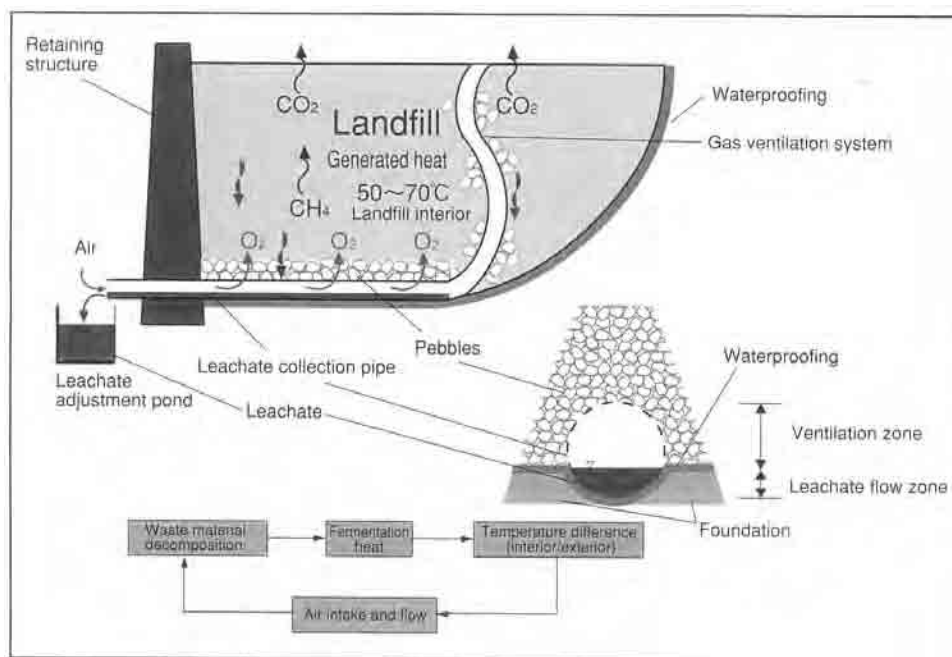 Retaining
structure
CO₂
CO₂
Waterproofing
Landfill
Gas ventilation system
Generated heat
50~70℃
CH₄
Landfill interior
O₂
O₂
O₂
Air
Pebbles
Waterproofing
Leachate collection pipe
Leachate
adjustment pond
Leachate
Ventilation zone
Leachate flow zone
Foundation
Waste material
decomposition
Fermentation
heat
Temperature difference
(interior/exterior)
Air intake and flow